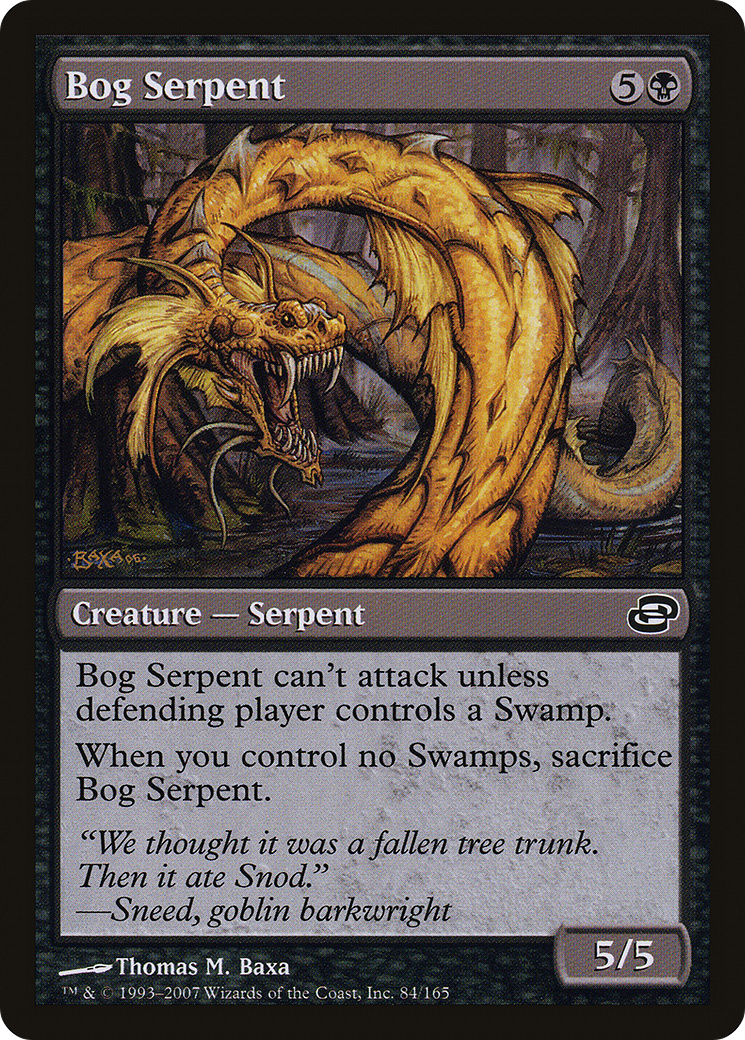 Bog Serpent
5
BAXA 06
Creature — Serpent
Bog Serpent can't attack unless
defending player controls a Swamp.
When you control no Swamps, sacrifice
Bog Serpent.
“We thought it was a fallen tree trunk.
Then it ate Snod.”
—Sneed, goblin barkwright
5/5
Thomas M. Baxa
™ & © 1993–2007 Wizards of the Coast, Inc. 84/165